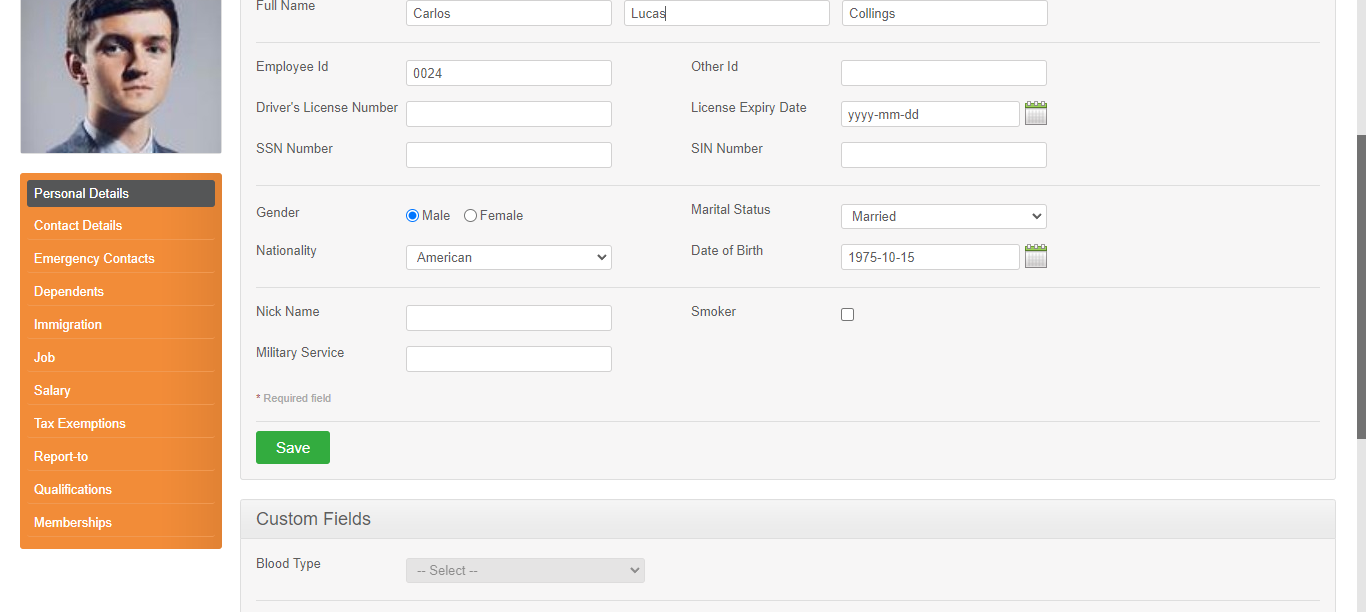 Full Name Carlos Lucas Collings
Employee Id 0024 Other Id
Driver's License Number License Expiry Date yyyy-mm-dd
SSN Number SIN Number
Gender Male Female Marital Status Married
Nationality American Date of Birth 1975-10-15
Nick Name Smoker
Military Service
* Required field
Save
Personal Details
Contact Details
Emergency Contacts
Dependents
Immigration
Job
Salary
Tax Exemptions
Report-to
Qualifications
Memberships
Custom Fields
Blood Type -- Select --